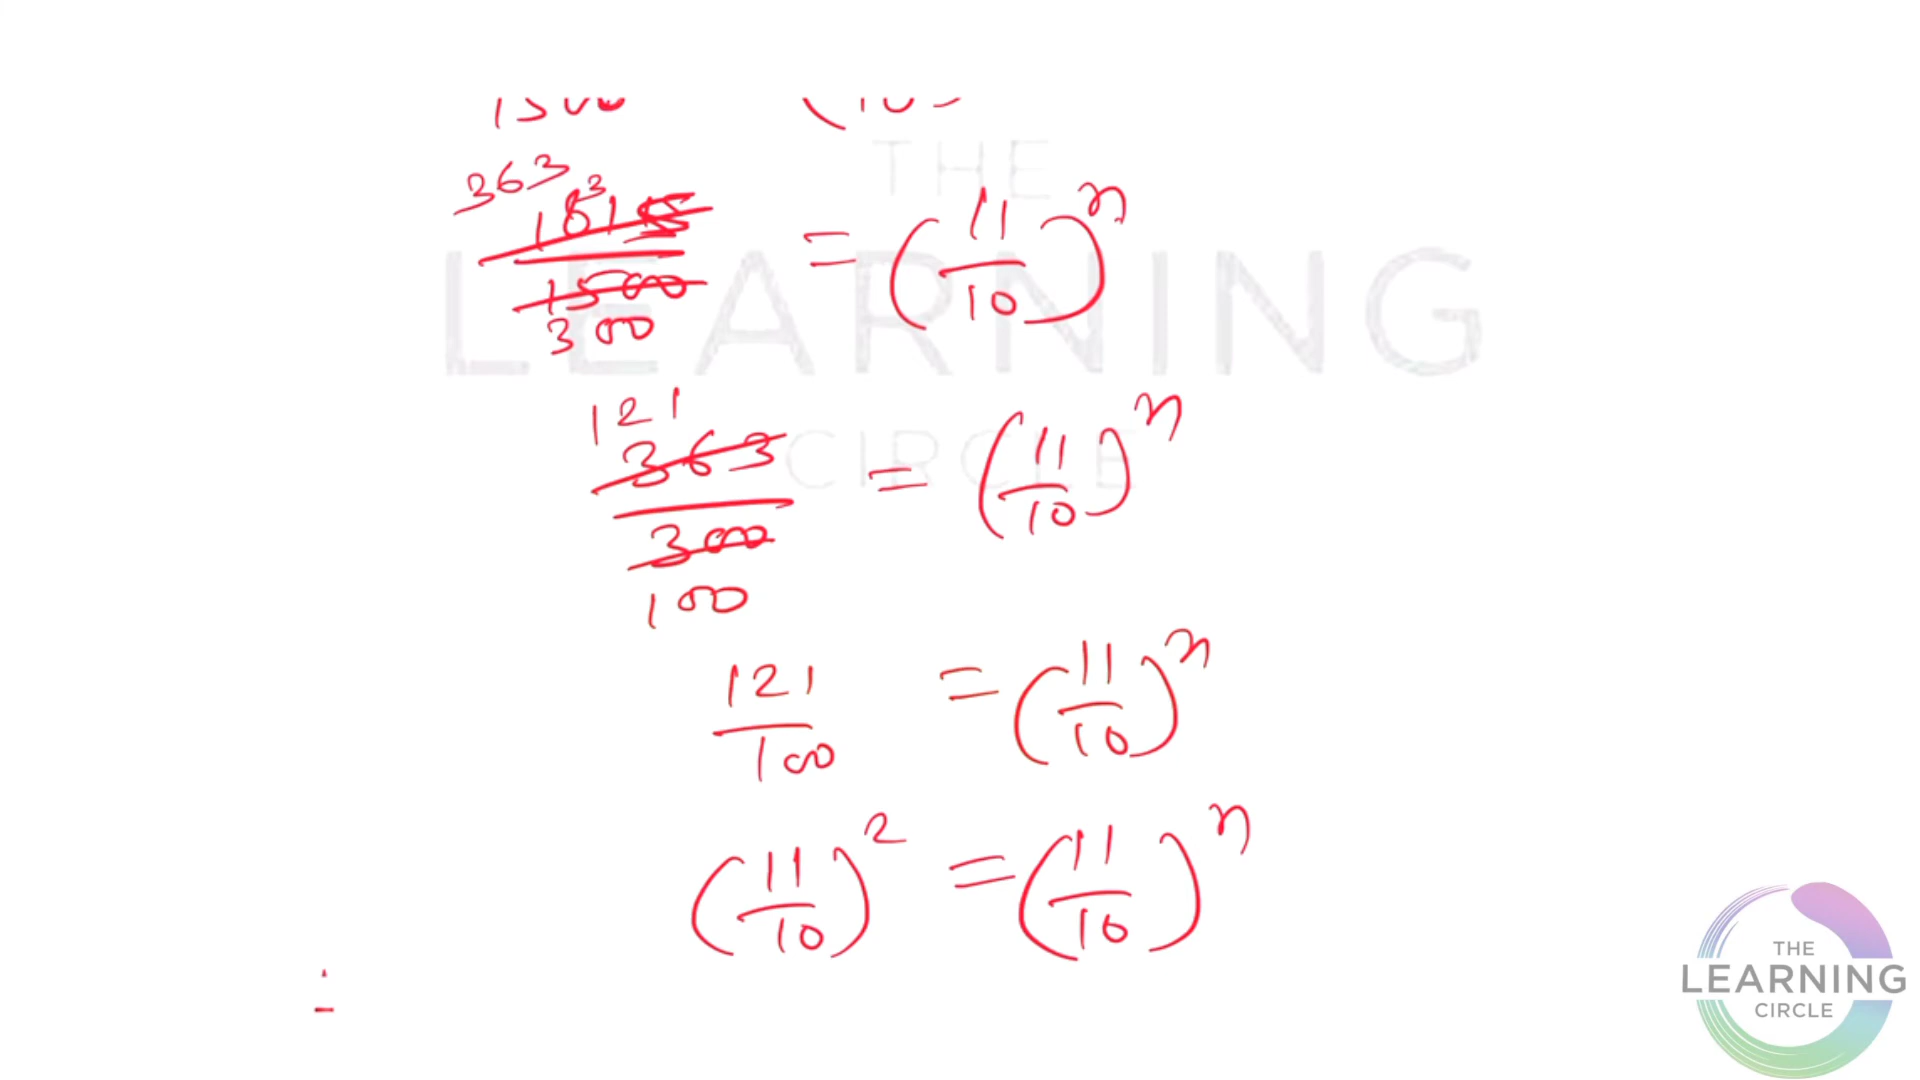 363
1815
1500
300
= (11/10)^n
121
363
300
100
= (11/10)^n
121/100 = (11/10)^n
(11/10)^2 = (11/10)^n
THE
LEARNING
CIRCLE
THE
LEARNING
CIRCLE